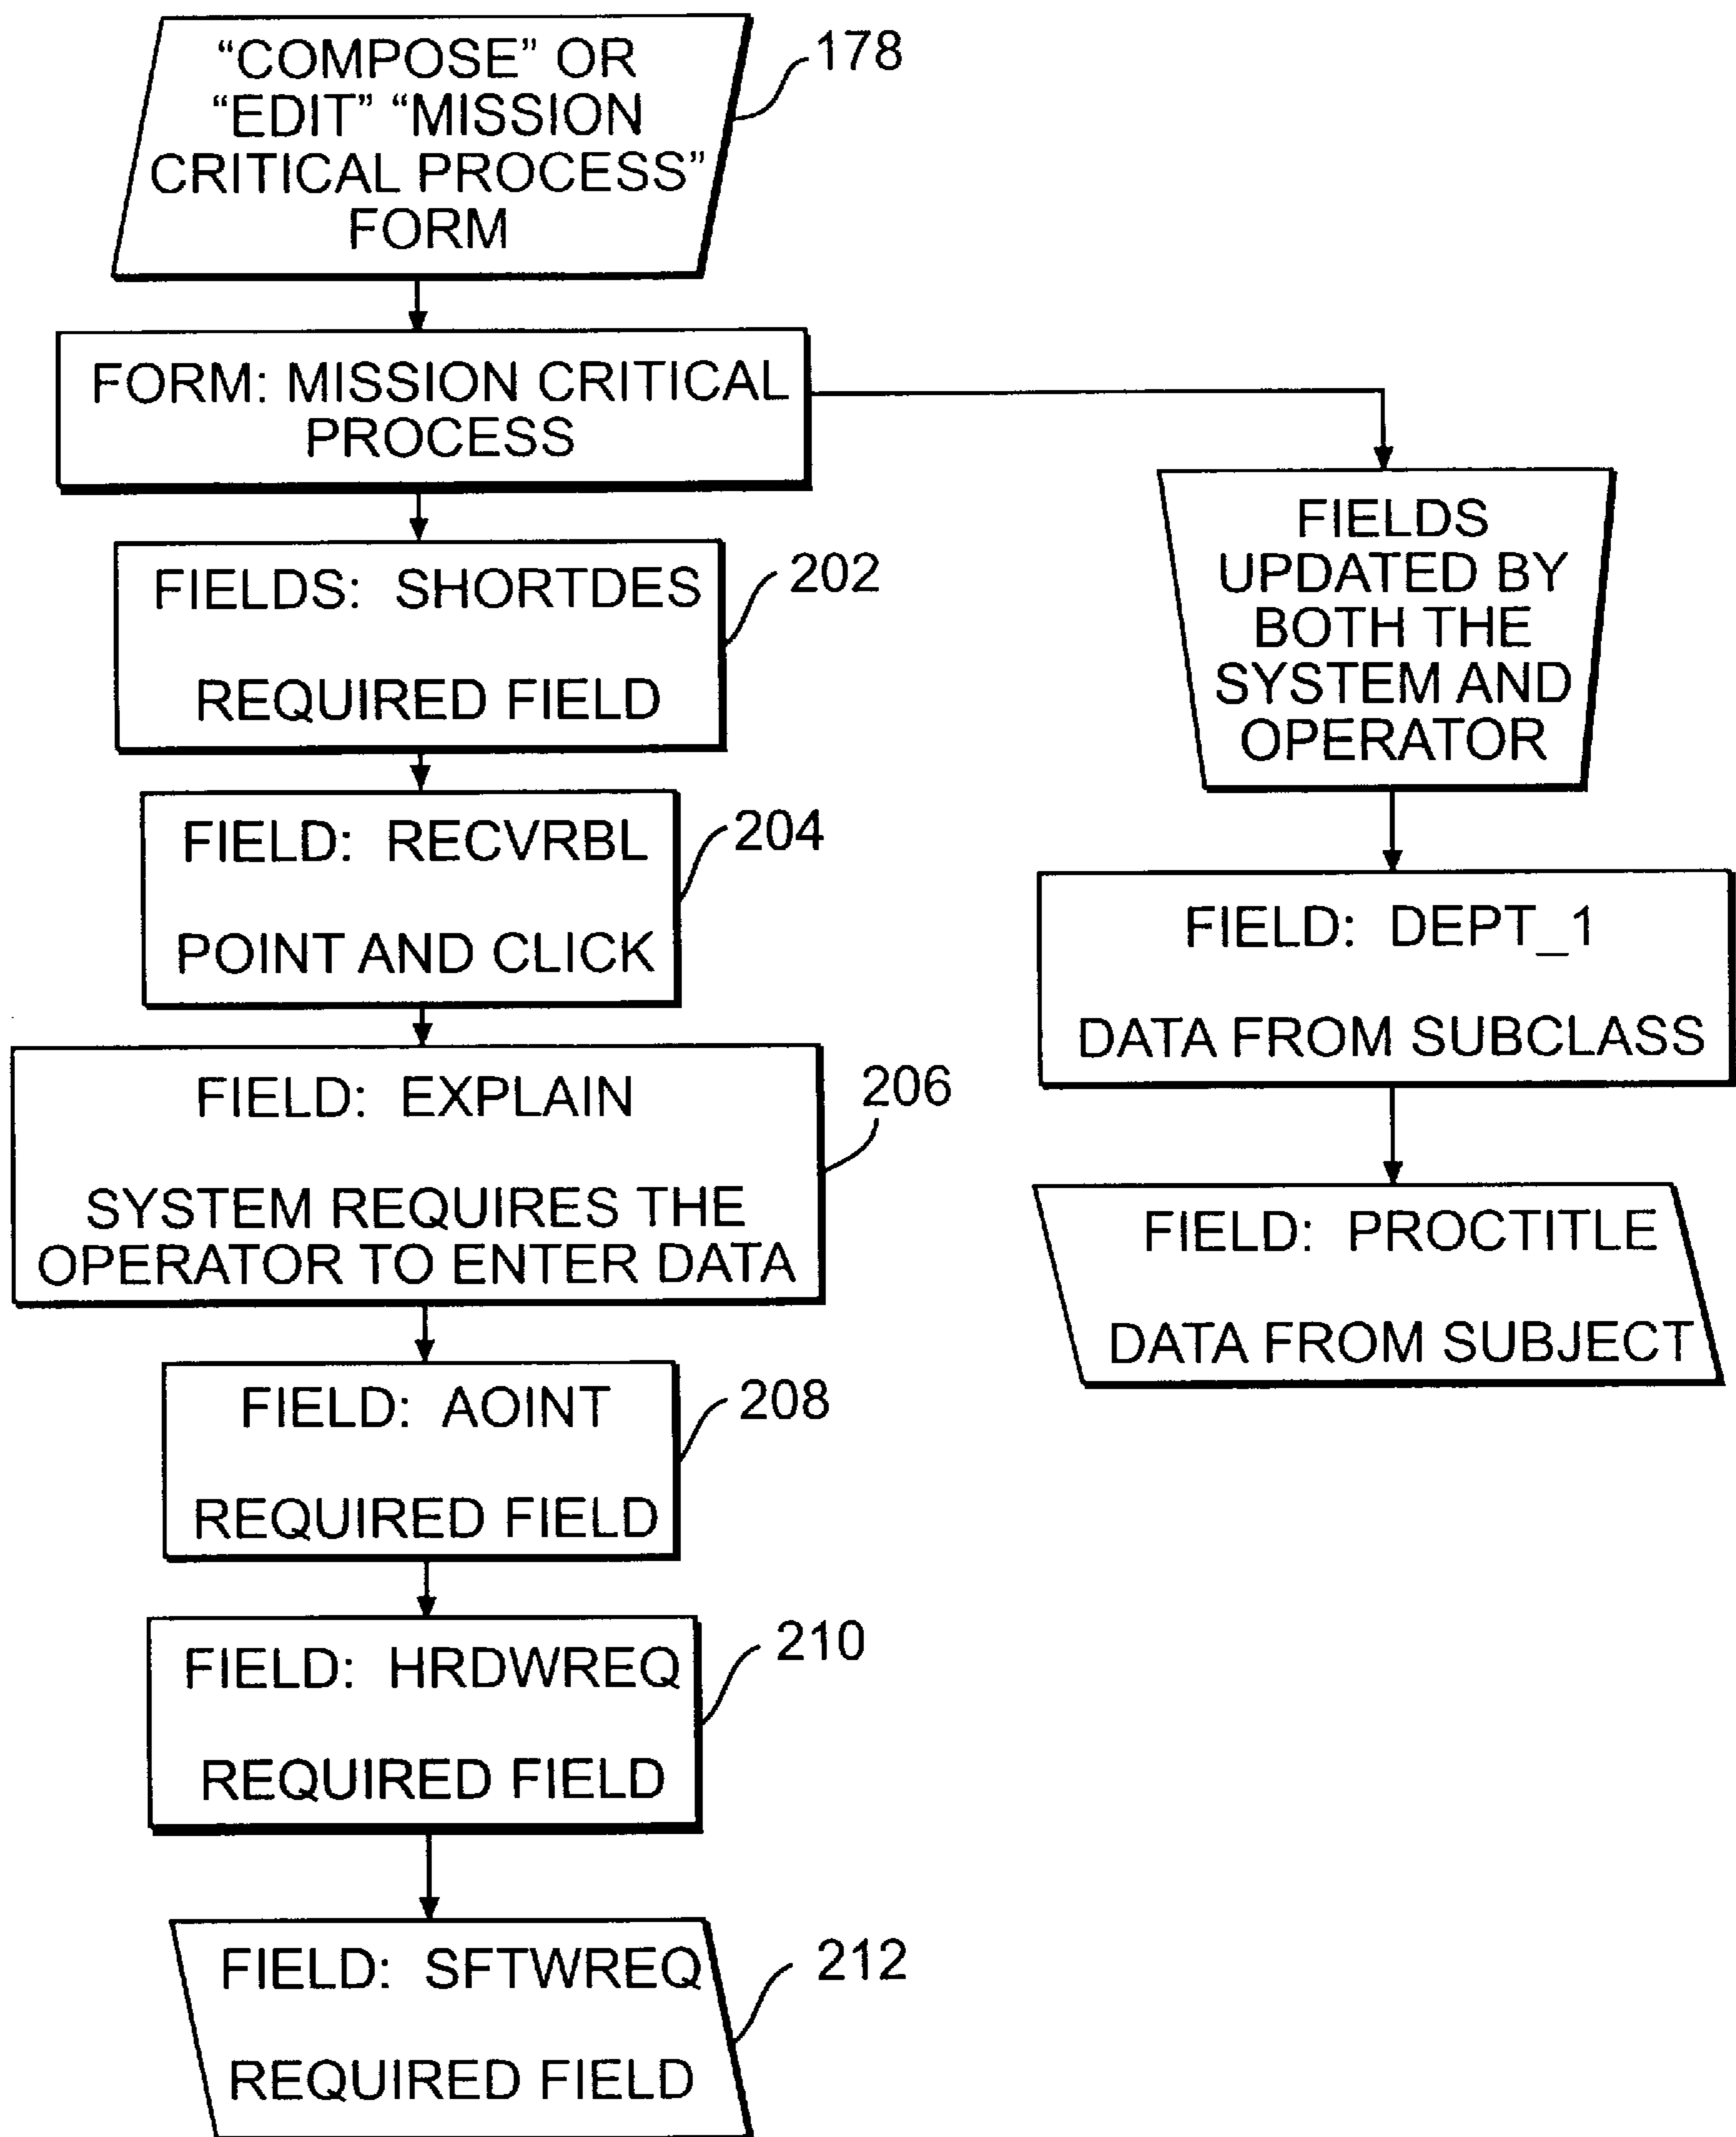 “COMPOSE” OR
“EDIT” “MISSION
CRITICAL PROCESS”
FORM
178
FORM: MISSION CRITICAL
PROCESS
FIELDS: SHORTDES
REQUIRED FIELD
202
FIELD: RECVRBL
POINT AND CLICK
204
FIELD: EXPLAIN
SYSTEM REQUIRES THE
OPERATOR TO ENTER DATA
206
FIELD: AOINT
REQUIRED FIELD
208
FIELD: HRDWREQ
REQUIRED FIELD
210
FIELD: SFTWREQ
REQUIRED FIELD
212
FIELDS
UPDATED BY
BOTH THE
SYSTEM AND
OPERATOR
FIELD: DEPT_1
DATA FROM SUBCLASS
FIELD: PROCTITLE
DATA FROM SUBJECT